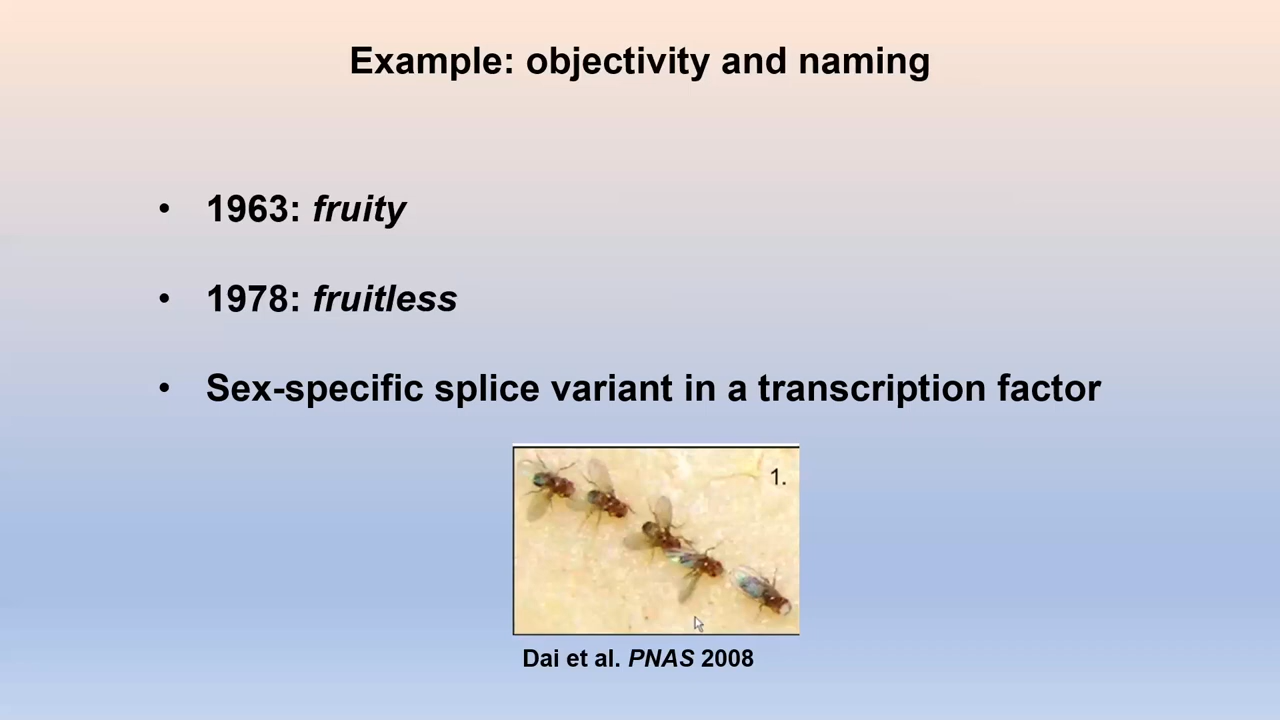 Example: objectivity and naming
• 1963: fruity
• 1978: fruitless
• Sex-specific splice variant in a transcription factor
1.
Dai et al. PNAS 2008